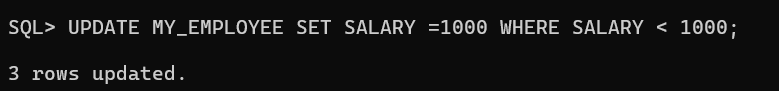 SQL> UPDATE MY_EMPLOYEE SET SALARY =1000 WHERE SALARY < 1000;
3 rows updated.